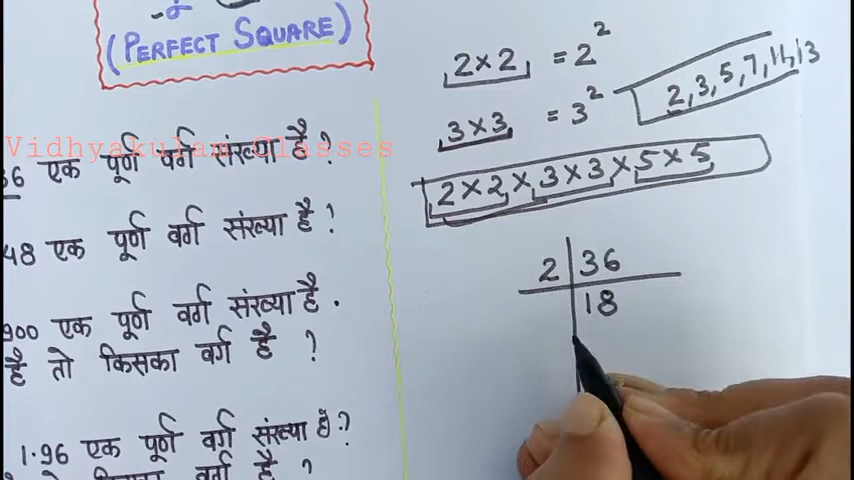 (PERFECT SQUARE)
Vidhyakulam Classes
36 एक पूर्ण वर्ग संख्या है?
48 एक पूर्ण वर्ग संख्या है?
900 एक पूर्ण वर्ग संख्या है.
है तो किसका वर्ग है ?
1.96 एक पूर्ण वर्ग संख्या है?
किसका वर्ग है ?
2×2 = 2²
3×3 = 3²
2,3,5,7,11,13
2×2×3×3×5×5
2 36
18